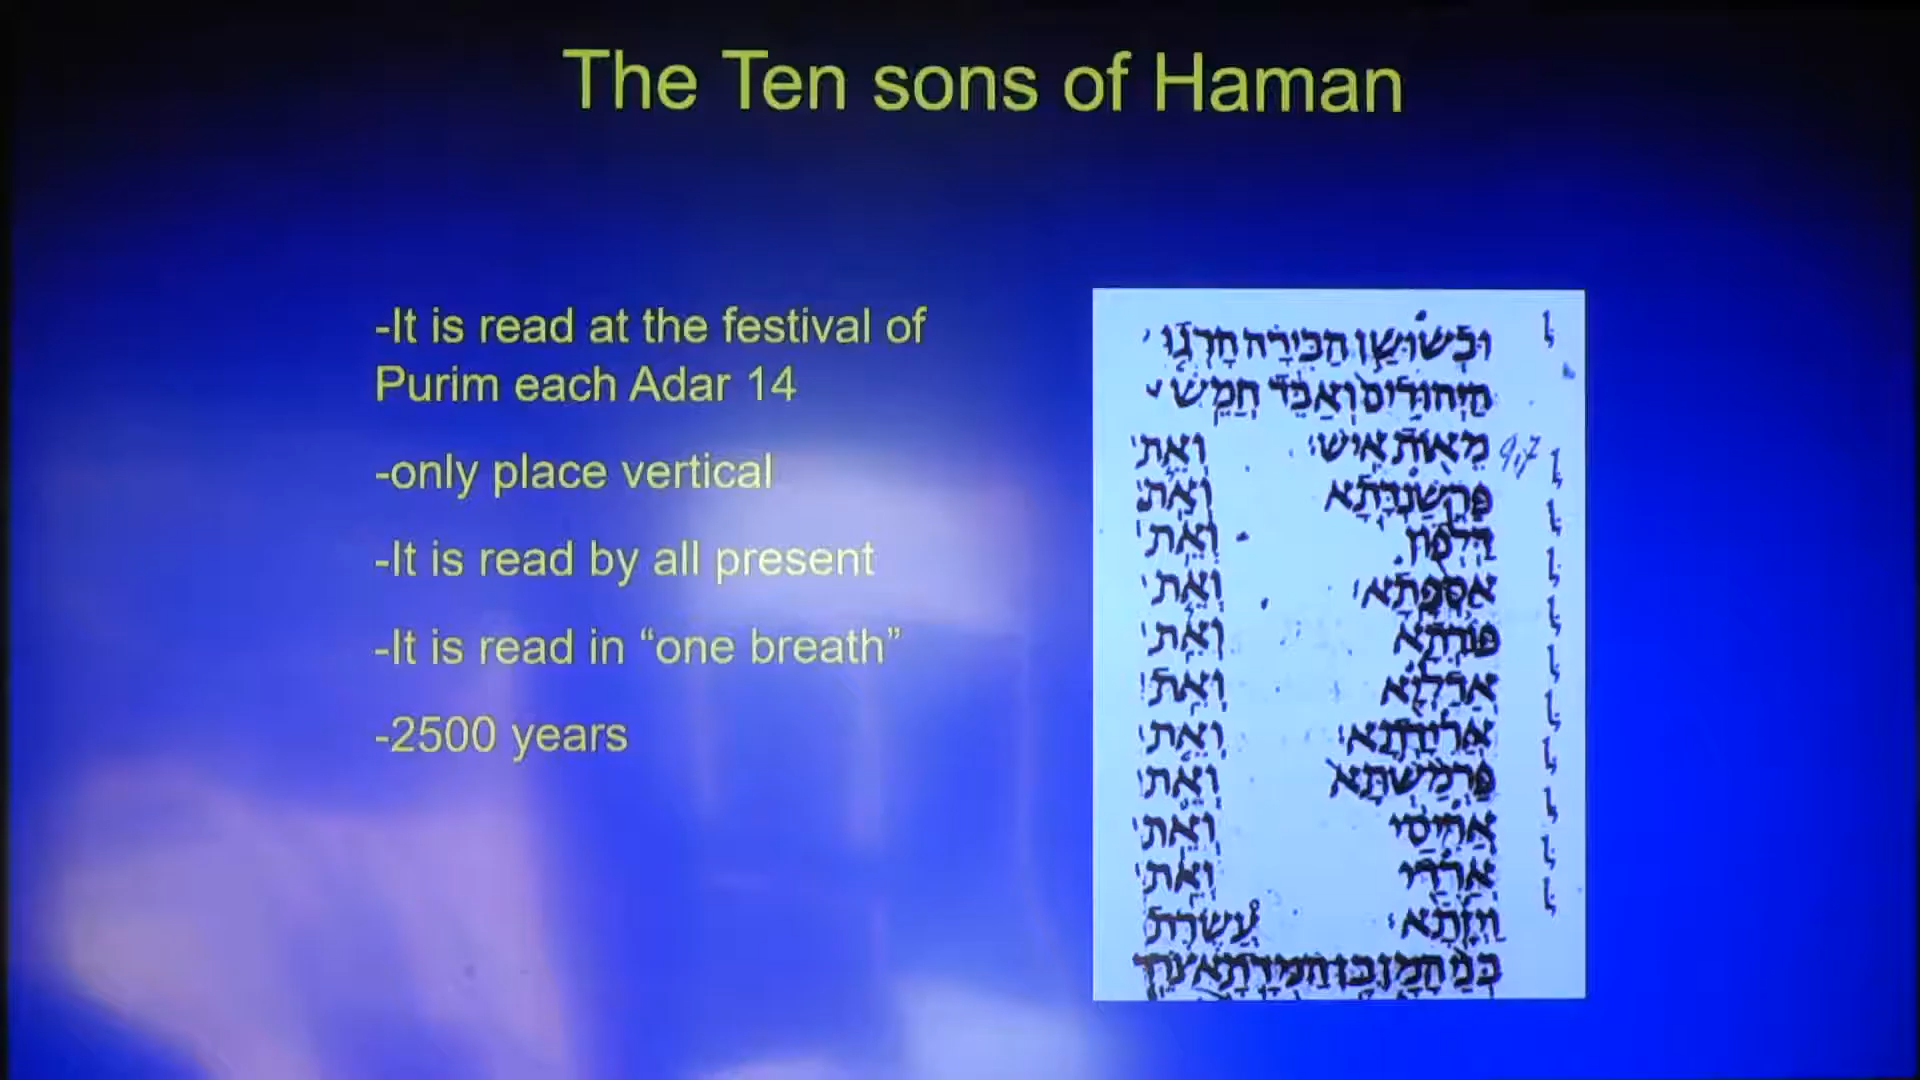 The Ten sons of Haman
-It is read at the festival of
Purim each Adar 14
-only place vertical
-It is read by all present
-It is read in “one breath”
-2500 years
ובשושן הבירה הרגו
היהודים ואבד חמש
מאות איש ואת
9,7
פרשנדתא ואת
ואת
אספתא ואת
פורתא ואת
אדליא ואת
ארידתא ואת
פרמשתא ואת
אריסי ואת
ארדי ואת
ויזתא עשרת
בני המן בן המדתא